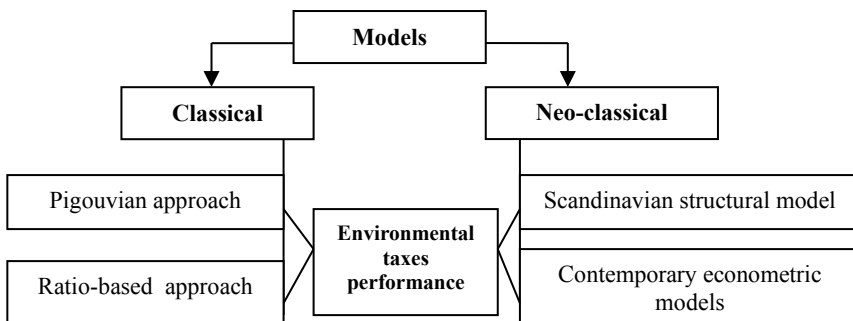 Models
Classical
Neo-classical
Pigouvian approach
Scandinavian structural model
Environmental
taxes
performance
Ratio-based approach
Contemporary econometric
models